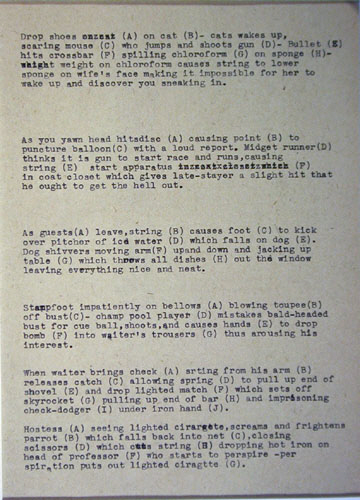 Drop shoes (A) on cat (B)- cats wakes up,
scaring mouse (C) who jumps and shoots gun (D)- Bullet (E)
hits crossbar (F) spilling chloroform (G) on sponge (H)-
weight on chloroform causes string to lower
sponge on wife's face making it impossible for her to
wake up and discover you sneaking in.
As you yawn head hitsdisc (A) causing point (B) to
puncture balloon(C) with a loud report. Midget runner(D)
thinks it is gun to start race and runs,causing
string (E) start apparatus (F)
in coat closet which gives late-stayer a slight hit that
he ought to get the hell out.
As guests(A) leave,string (B) causes foot (C) to kick
over pitcher of ice water (D) which falls on dog (E).
Dog shivvers moving arm(F) upand down and jacking up
table (G) which throws all dishes (H) out the window
leaving everything nice and neat.
Stampfoot impatiently on bellows (A) blowing toupee(B)
off bust(C)- champ pool player (D) mistakes bald-headed
bust for cue ball,shoots,and causes hands (E) to drop
bomb (F) into waiter's trousers (G) thus arousing his
interest.
When waiter brings check (A) srting from his arm (B)
releases catch (C) allowing spring (D) to pull up end of
shovel (E) and drop lighted match (F) which sets off
skyrocket (G) pulling up end of bar (H) and imprisoning
check-dodger (I) under iron hand (J).
Hostess (A) seeing lighted ciragrte,screams and frightens
parrot (B) which falls back into net (C),closing
scissors (D) which cuts string (H) dropping hot iron on
head of professor (F) who starts to perspire -per
spiration puts out lighted ciragtte (G).